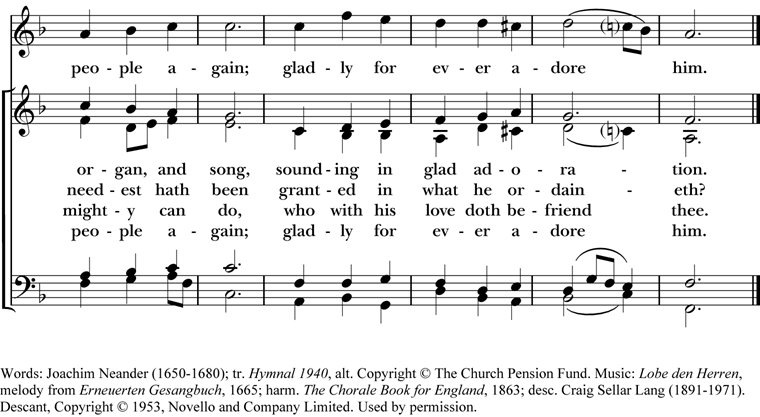 peo - ple a - gain; glad - ly for ev - er a - dore him.
or - gan, and song, sound - ing in glad ad - o - ra - tion.
need - est hath been grant - ed in what he or - dain - eth?
might - y can do, who with his love doth be - friend thee.
peo - ple a - gain; glad - ly for ev - er a - dore him.
Words: Joachim Neander (1650-1680); tr. Hymnal 1940, alt. Copyright © The Church Pension Fund. Music: Lobe den Herren,
melody from Erneuerten Gesangbuch, 1665; harm. The Chorale Book for England, 1863; desc. Craig Sellar Lang (1891-1971).
Descant, Copyright © 1953, Novello and Company Limited. Used by permission.